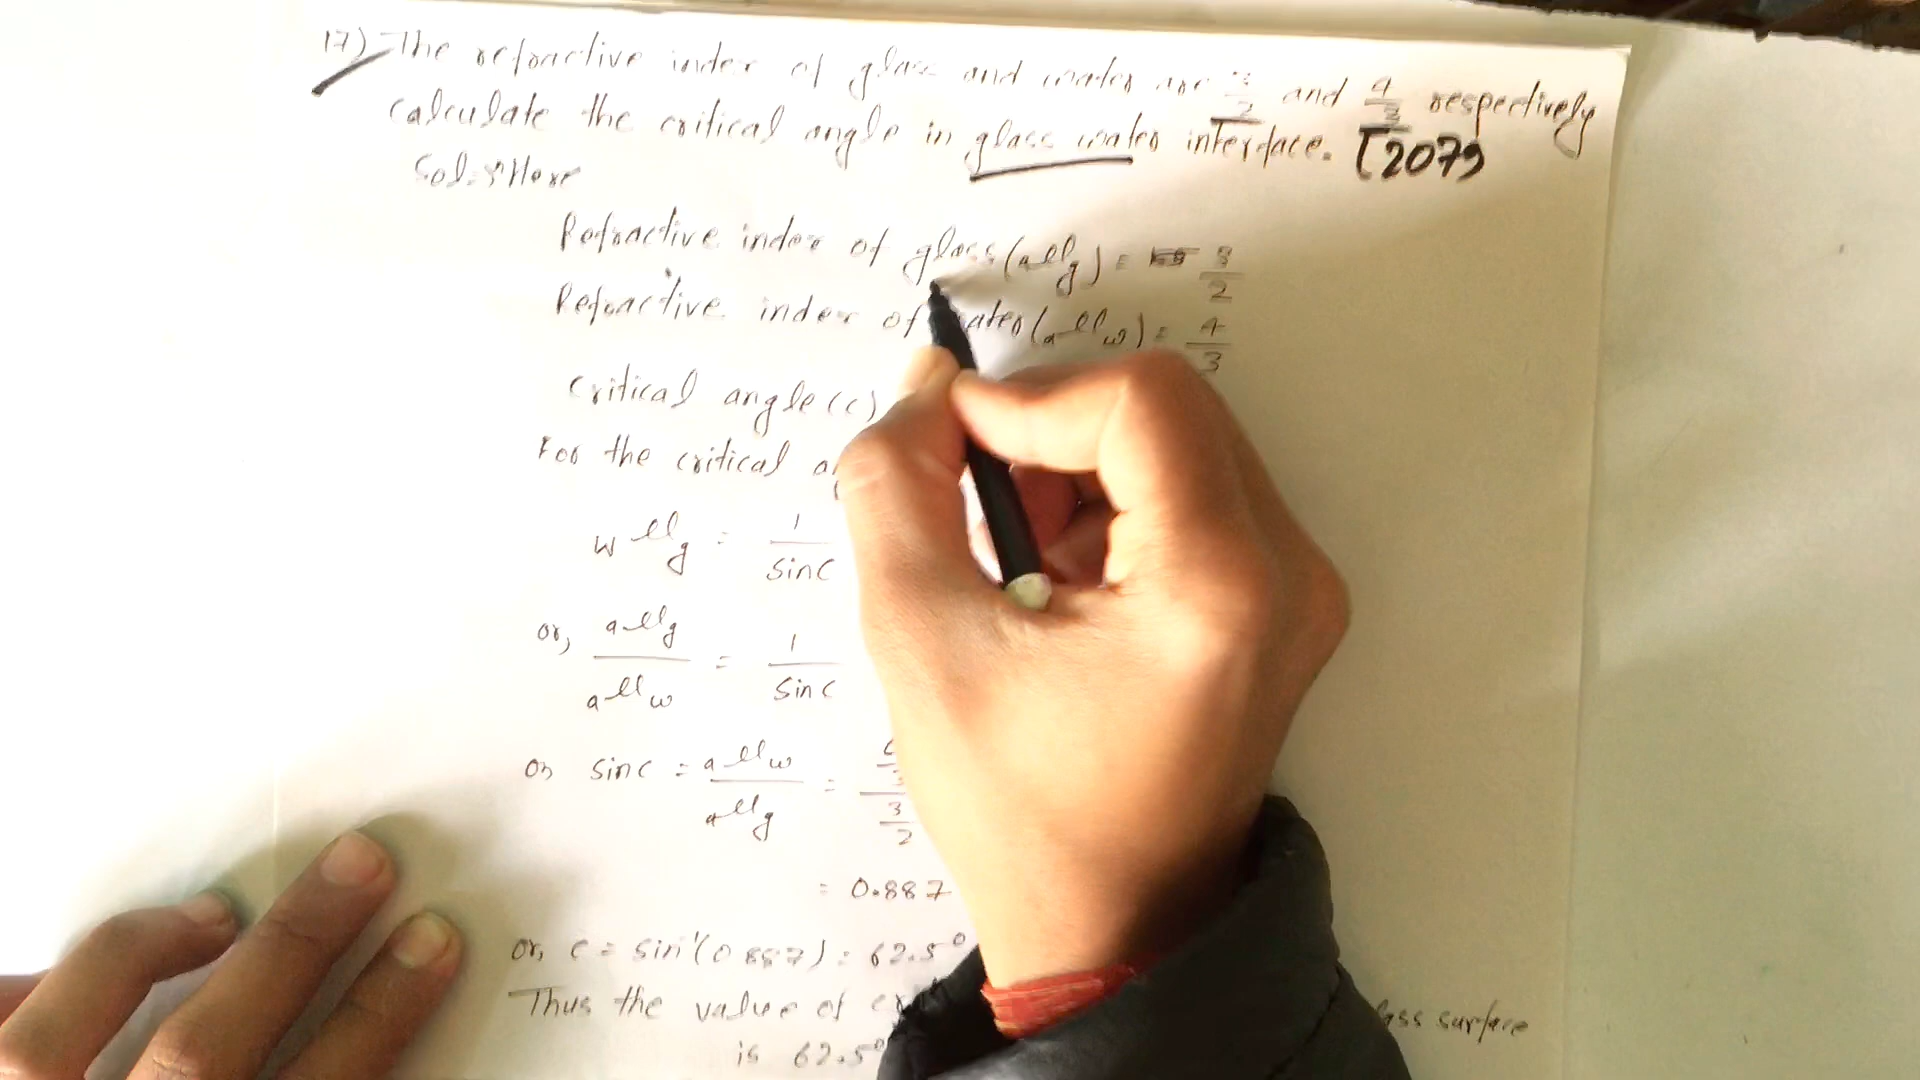 17) The refractive index of glass and water are 3/2 and 4/3 respectively
calculate the critical angle in glass water interface. [2079
Solⁿ: Here
Refractive index of glass (aμg) = 3/2
Refractive index of water (aμw) = 4/3
Critical angle (c)
For the critical
wμg = 1/sinc
or, aμg/aμw = 1/sinc
or sinc = aμw/aμg = 4/3 / 3/2
= 0.887
or, c = sin⁻¹(0.887) = 62.5°
Thus the value of surface
is 62.5°